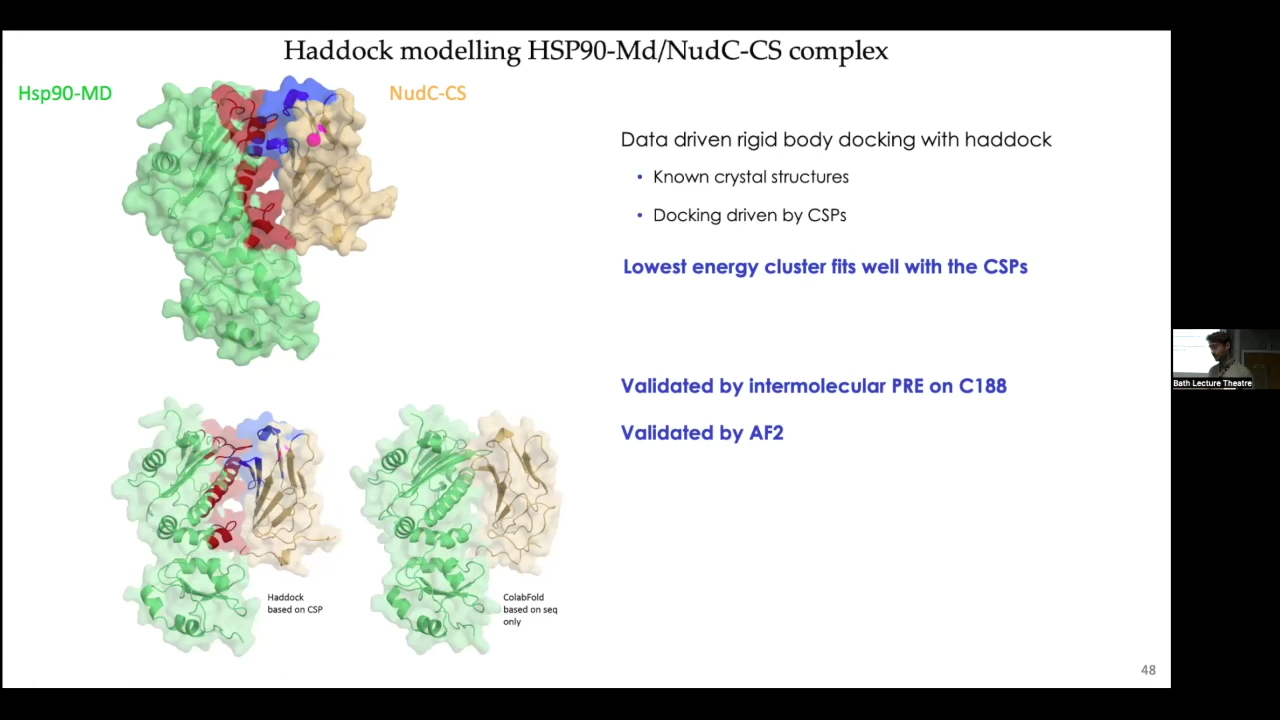 Haddock modelling HSP90-Md/NudC-CS complex
Hsp90-MD
NudC-CS
Data driven rigid body docking with haddock
• Known crystal structures
• Docking driven by CSPs
Lowest energy cluster fits well with the CSPs
Validated by intermolecular PRE on C188
Validated by AF2
Haddock
based on CSP
ColabFold
based on seq
only
48
Bath Lecture Theatre